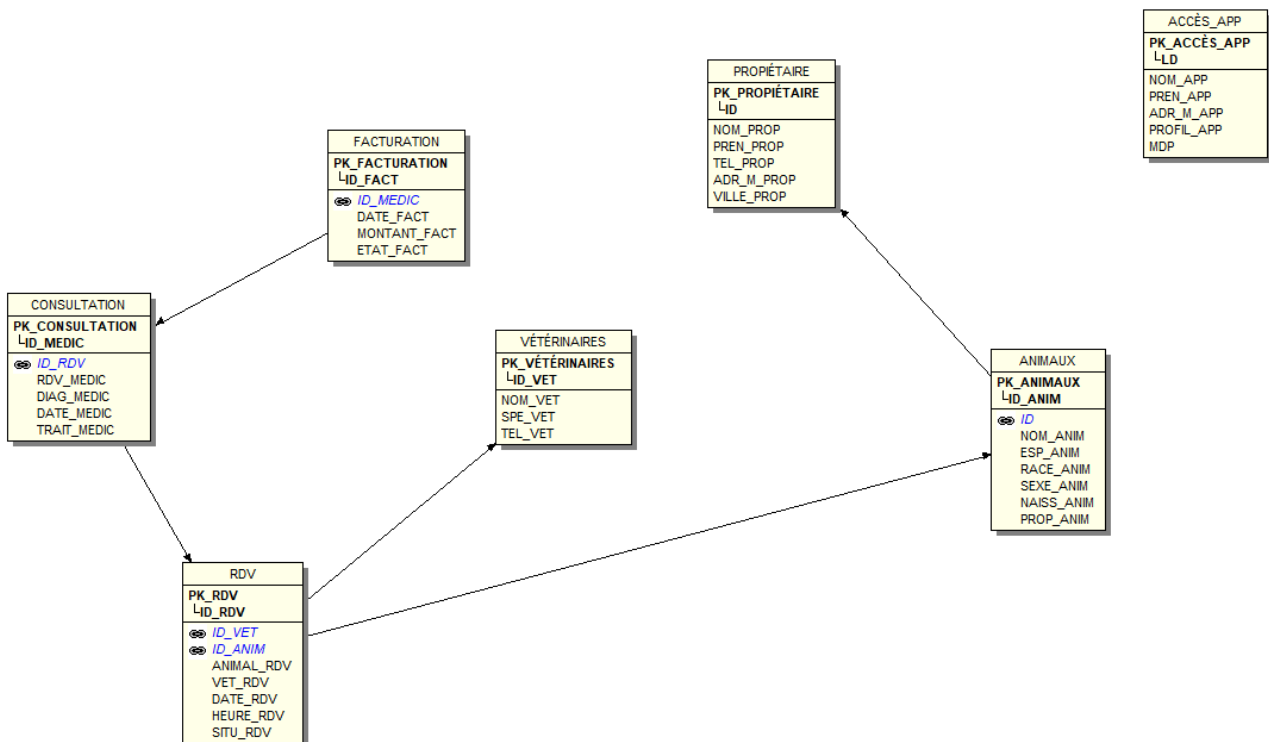 ACCÈS_APP
PK_ACCÈS_APP
LD
NOM_APP
PREN_APP
ADR_M_APP
PROFIL_APP
MDP
PROPIÉTAIRE
PK_PROPIÉTAIRE
ID
NOM_PROP
PREN_PROP
TEL_PROP
ADR_M_PROP
VILLE_PROP
FACTURATION
PK_FACTURATION
ID_FACT
ID_MEDIC
DATE_FACT
MONTANT_FACT
ETAT_FACT
CONSULTATION
PK_CONSULTATION
ID_MEDIC
ID_RDV
RDV_MEDIC
DIAG_MEDIC
DATE_MEDIC
TRAIT_MEDIC
VÉTÉRINAIRES
PK_VÉTÉRINAIRES
ID_VET
NOM_VET
SPE_VET
TEL_VET
ANIMAUX
PK_ANIMAUX
ID_ANIM
ID
NOM_ANIM
ESP_ANIM
RACE_ANIM
SEXE_ANIM
NAISS_ANIM
PROP_ANIM
RDV
PK_RDV
ID_RDV
ID_VET
ID_ANIM
ANIMAL_RDV
VET_RDV
DATE_RDV
HEURE_RDV
SITU_RDV